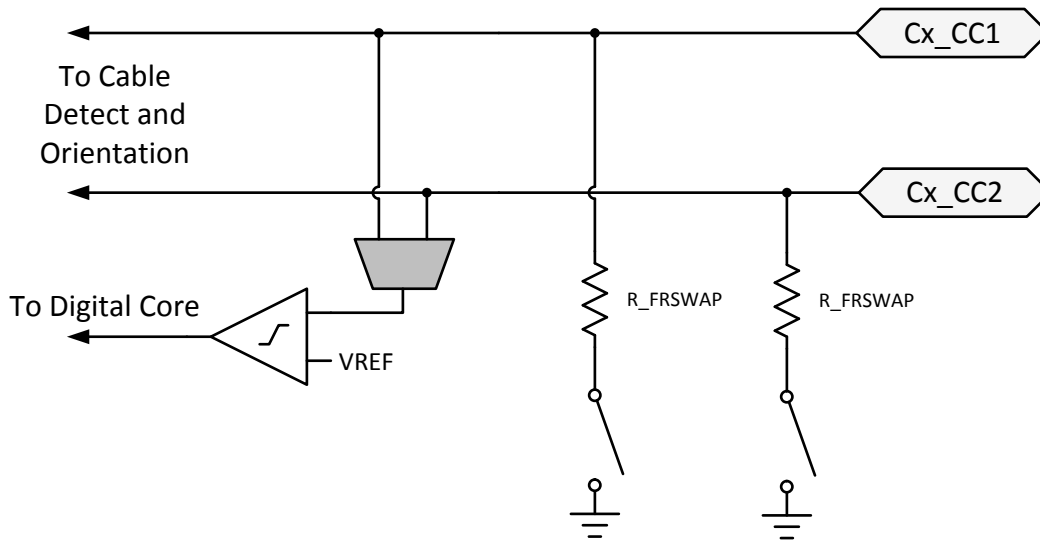 Cx_CC1
To Cable
Detect and
Orientation
Cx_CC2
To Digital Core
R_FRSWAP
R_FRSWAP
VREF